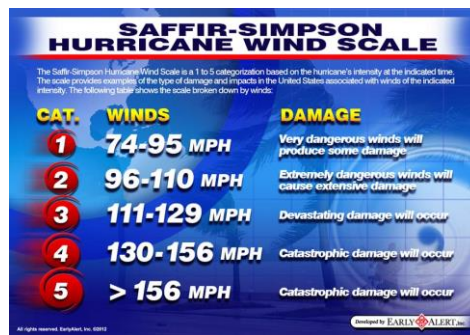 SAFFIR-SIMPSON
HURRICANE WIND SCALE
The Saffir-Simpson Hurricane Wind Scale is a 1 to 5 categorization based on the hurricane's intensity at the indicated time.
The scale provides examples of the type of damage and impacts in the United States associated with winds of the indicated
intensity. The following table shows the scale broken down by winds:
CAT. WINDS DAMAGE
1 74-95 MPH Very dangerous winds will
produce some damage
2 96-110 MPH Extremely dangerous winds will
cause extensive damage
3 111-129 MPH Devastating damage will occur
4 130-156 MPH Catastrophic damage will occur
5 > 156 MPH Catastrophic damage will occur
All rights reserved. EarlyAlert, Inc. ©2012
Developed by EARLY ALERT, Inc.